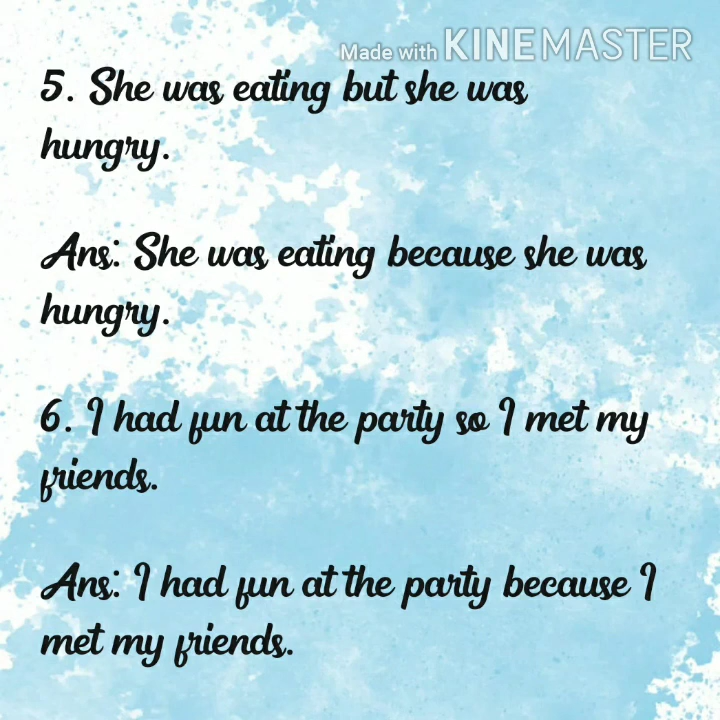 Made with KINEMASTER
5. She was eating but she was
hungry.
Ans: She was eating because she was
hungry.
6. I had fun at the party so I met my
friends.
Ans: I had fun at the party because I
met my friends.